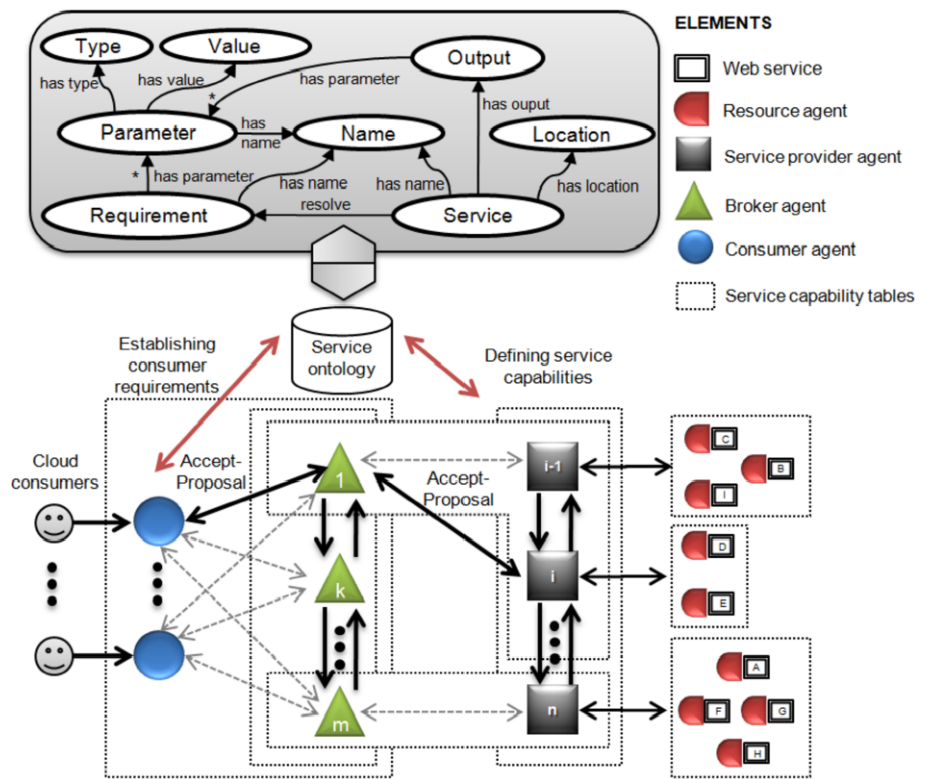 ELEMENTS
Type
Value
Output
Web service
has type
has value
has parameter
*
Resource agent
has ouput
Parameter
has
name
Name
Location
Service provider agent
*
has parameter
has name
has name
has location
Requirement
resolve
Service
Broker agent
Consumer agent
Service capability tables
Establishing
consumer
requirements
Service
ontology
Defining service
capabilities
Cloud
consumers
Accept-
Proposal
1
Accept-
Proposal
i-1
C
B
I
k
i
D
E
m
n
A
F
G
H